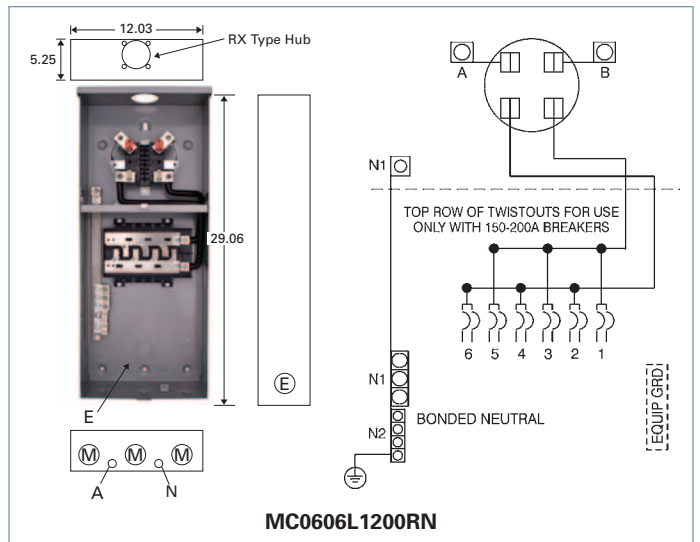 12.03
RX Type Hub
5.25
A
B
N1
TOP ROW OF TWISTOUTS FOR USE
ONLY WITH 150-200A BREAKERS
29.06
6 5 4 3 2 1
E
N1
BONDED NEUTRAL
N2
EQUIP GRD
E
M M M
A N
MC0606L1200RN